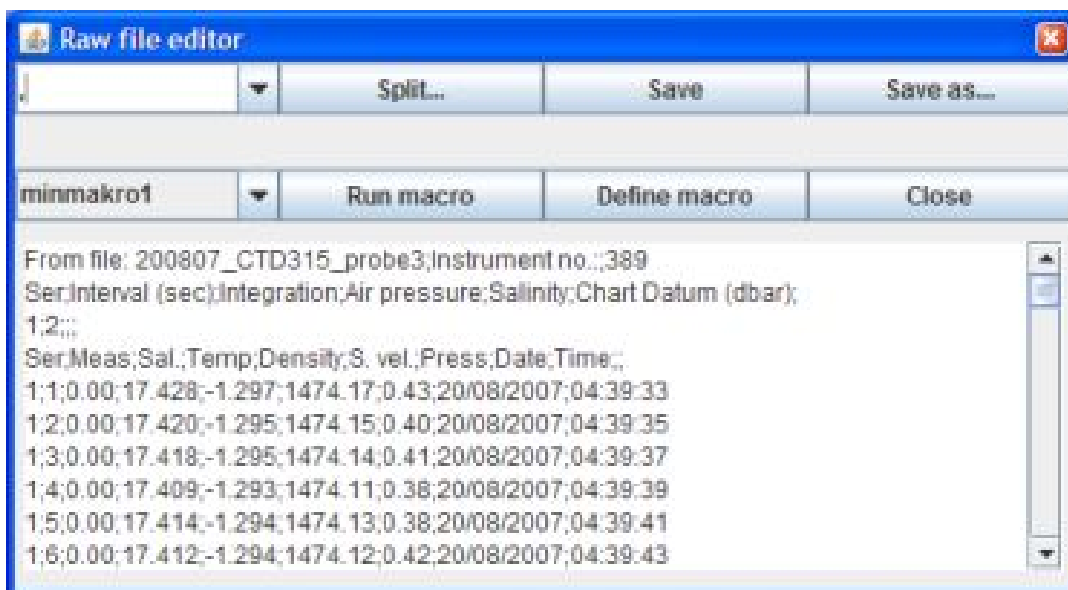 Raw file editor
Split... Save Save as...
minmakro1 Run macro Define macro Close
From file: 200807_CTD315_probe3;Instrument no.:;389
Ser;Interval (sec);Integration;Air pressure;Salinity;Chart Datum (dbar);
1;2;;;
Ser;Meas;Sal.;Temp;Density;S. vel.;Press;Date;Time;;
1;1;0.00;17.428;-1.297;1474.17;0.43;20/08/2007;04:39:33
1;2;0.00;17.420;-1.295;1474.15;0.40;20/08/2007;04:39:35
1;3;0.00;17.418;-1.295;1474.14;0.41;20/08/2007;04:39:37
1;4;0.00;17.409;-1.293;1474.11;0.38;20/08/2007;04:39:39
1;5;0.00;17.414;-1.294;1474.13;0.38;20/08/2007;04:39:41
1;6;0.00;17.412;-1.294;1474.12;0.42;20/08/2007;04:39:43